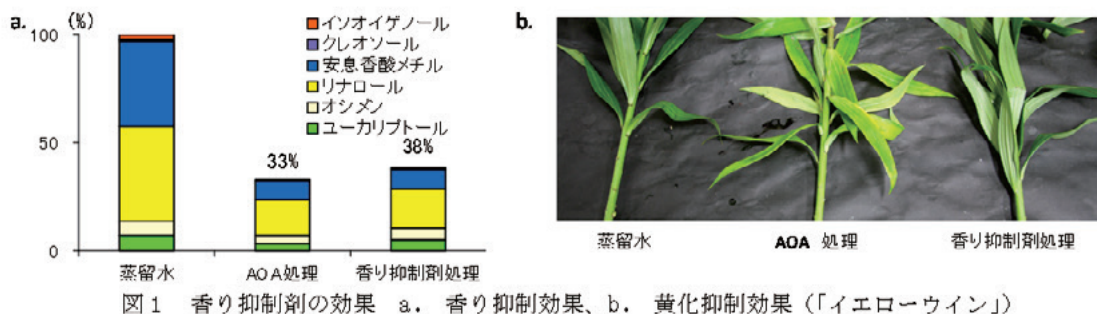 a.
(%)
100
50
0
イソオイゲノール
クレオソール
安息香酸メチル
リナロール
オシメン
ユーカリプトール
33%
38%
蒸留水
AOA処理
香り抑制剤処理
b.
蒸留水
AOA 処理
香り抑制剤処理
図1 香り抑制剤の効果 a. 香り抑制効果、b. 黄化抑制効果(「イエローウイン」)